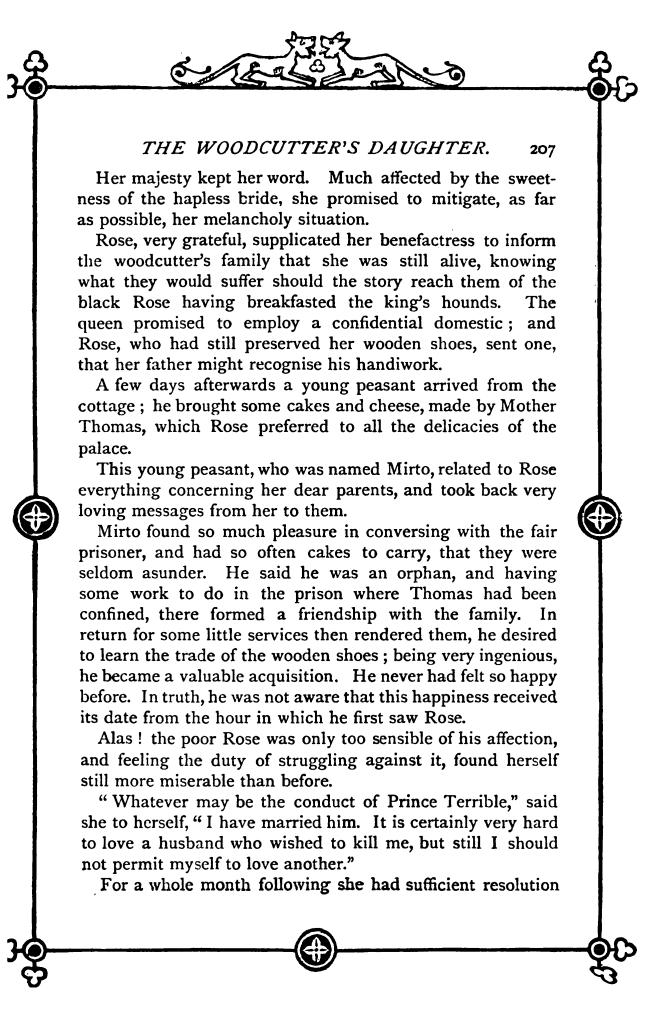 THE WOODCUTTER'S DAUGHTER. 207
Her majesty kept her word. Much affected by the sweet-
ness of the hapless bride, she promised to mitigate, as far
as possible, her melancholy situation.
Rose, very grateful, supplicated her benefactress to inform
the woodcutter's family that she was still alive, knowing
what they would suffer should the story reach them of the
black Rose having breakfasted the king's hounds. The
queen promised to employ a confidential domestic ; and
Rose, who had still preserved her wooden shoes, sent one,
that her father might recognise his handiwork.
A few days afterwards a young peasant arrived from the
cottage ; he brought some cakes and cheese, made by Mother
Thomas, which Rose preferred to all the delicacies of the
palace.
This young peasant, who was named Mirto, related to Rose
everything concerning her dear parents, and took back very
loving messages from her to them.
Mirto found so much pleasure in conversing with the fair
prisoner, and had so often cakes to carry, that they were
seldom asunder. He said he was an orphan, and having
some work to do in the prison where Thomas had been
confined, there formed a friendship with the family. In
return for some little services then rendered them, he desired
to learn the trade of the wooden shoes ; being very ingenious,
he became a valuable acquisition. He never had felt so happy
before. In truth, he was not aware that this happiness received
its date from the hour in which he first saw Rose.
Alas ! the poor Rose was only too sensible of his affection,
and feeling the duty of struggling against it, found herself
still more miserable than before.
" Whatever may be the conduct of Prince Terrible," said
she to herself, " I have married him. It is certainly very hard
to love a husband who wished to kill me, but still I should
not permit myself to love another."
For a whole month following she had sufficient resolution